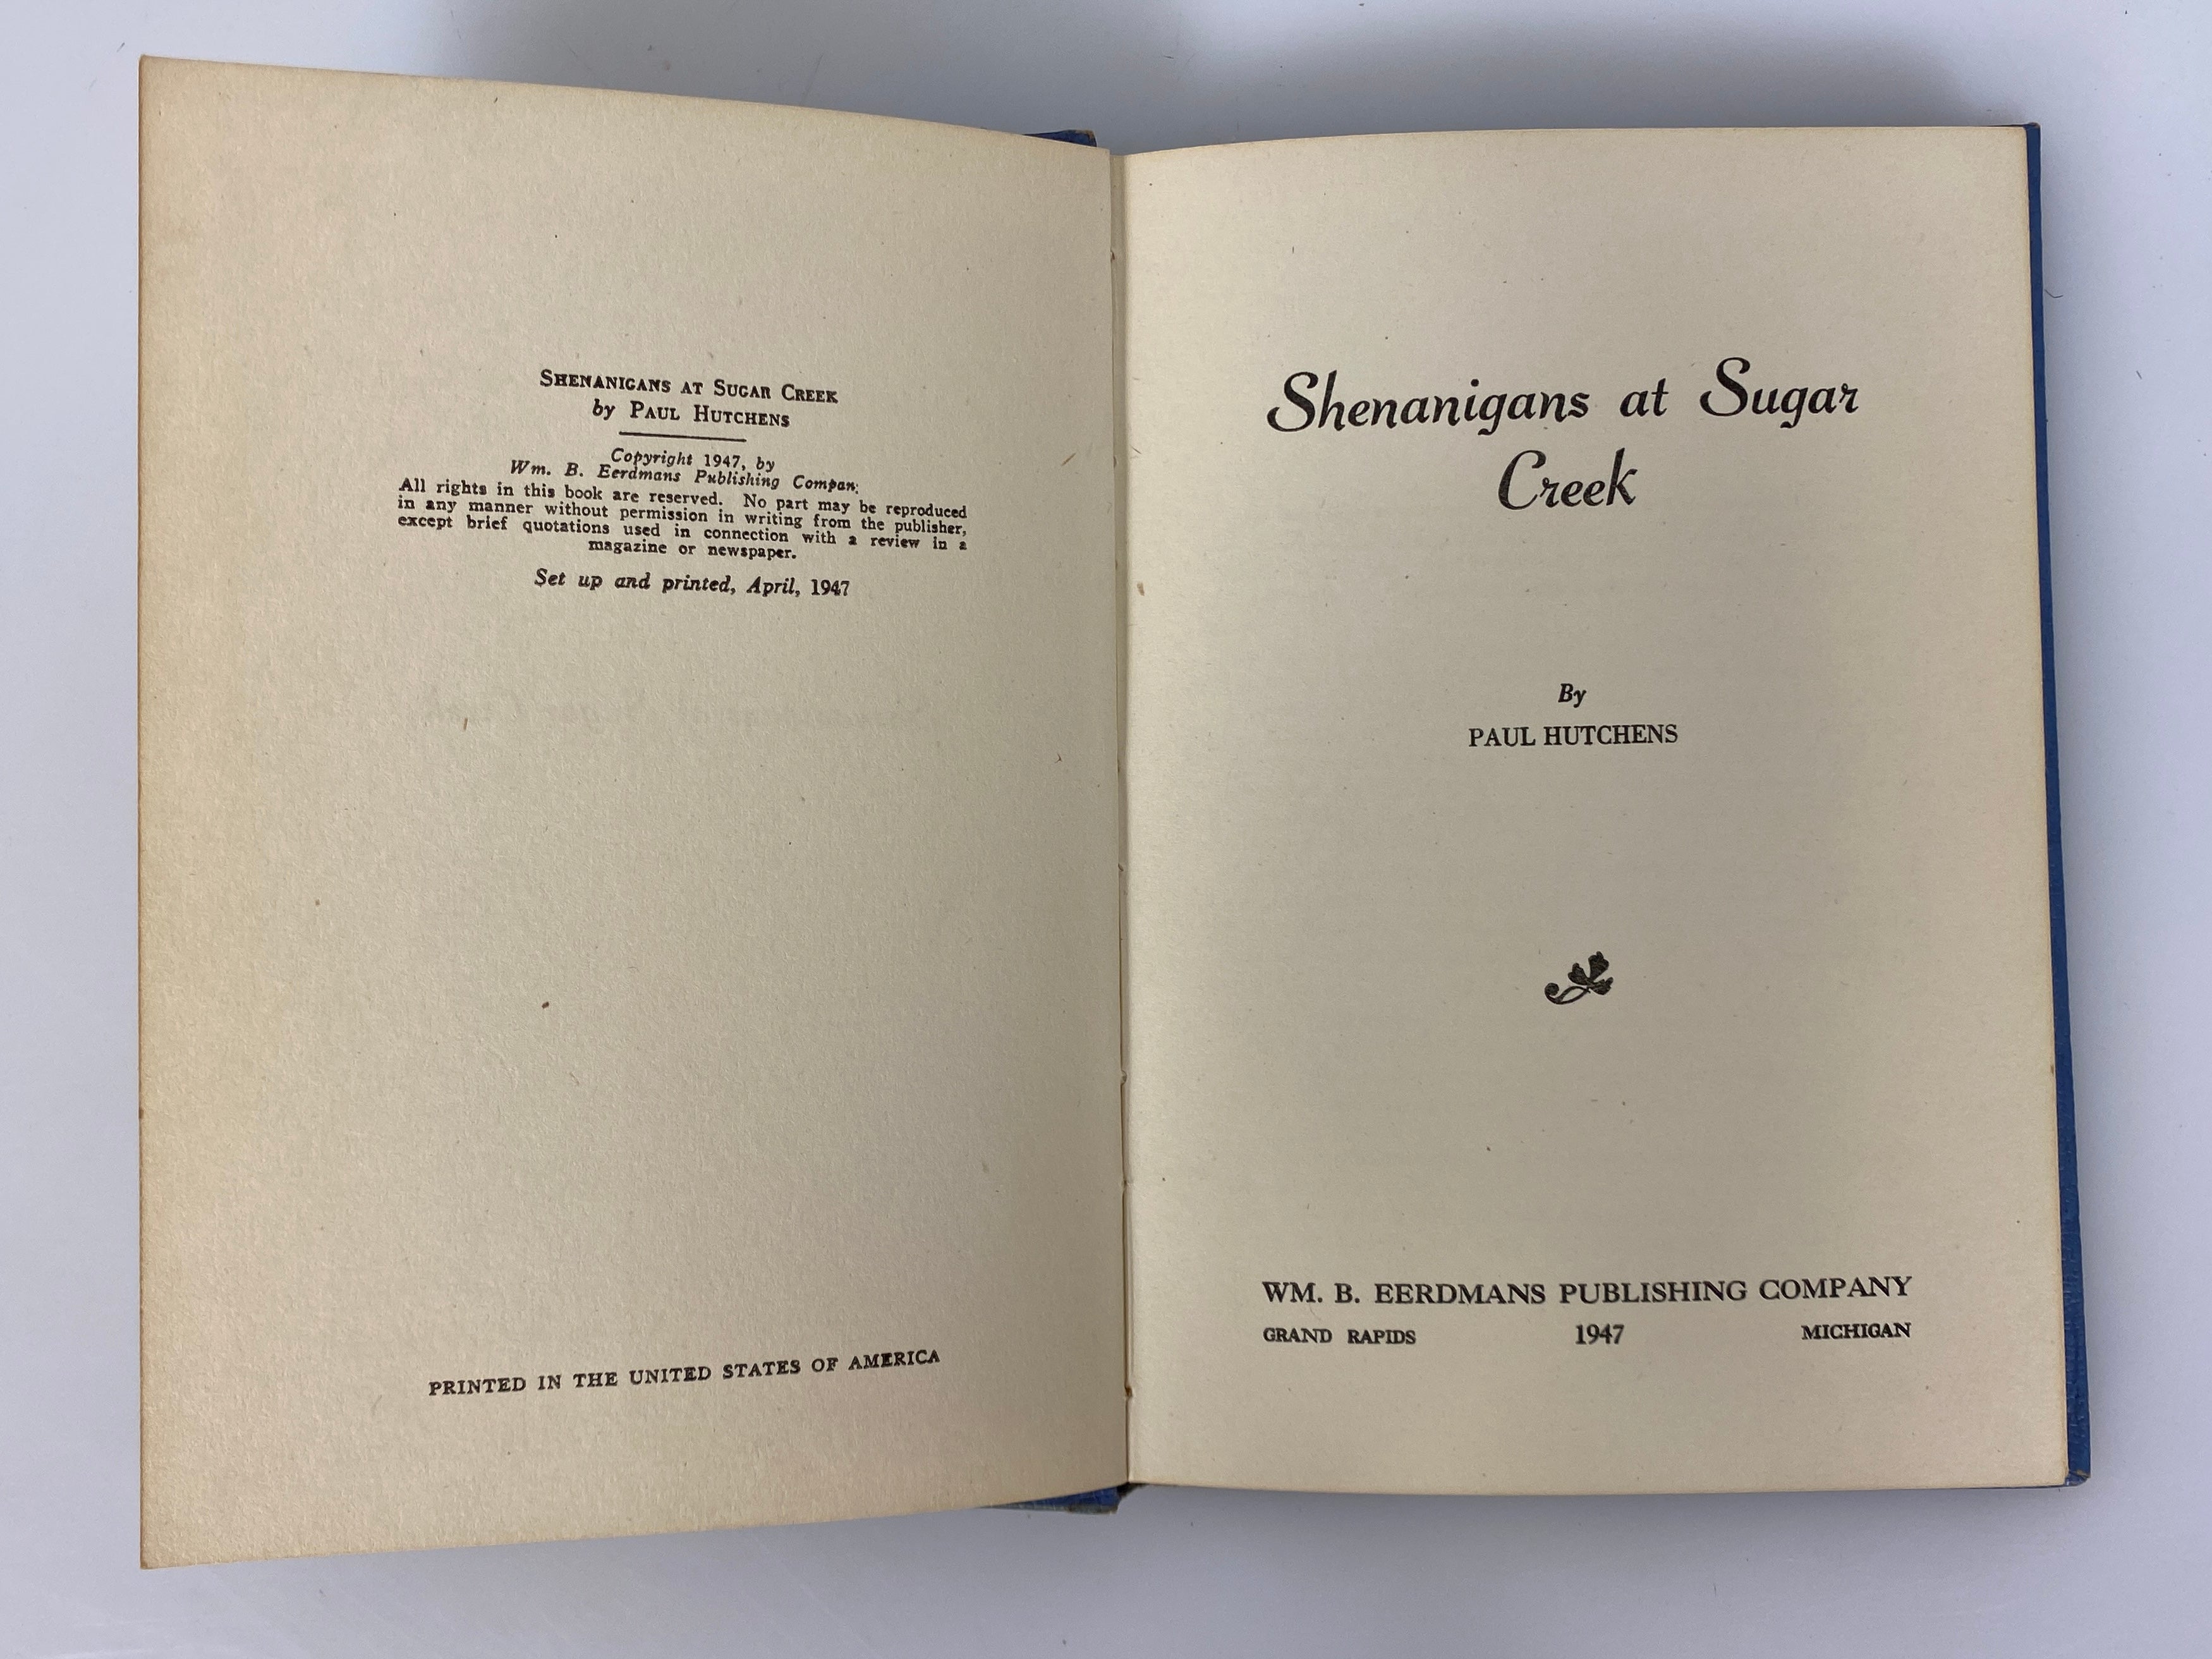 SHENANIGANS AT SUGAR CREEK
by PAUL HUTCHENS
Copyright 1947, by
Wm. B. Eerdmans Publishing Compan
All rights in this book are reserved. No part may be reproduced
in any manner without permission in writing from the publisher,
except brief quotations used in connection with a review in a
magazine or newspaper.
Set up and printed, April, 1947
PRINTED IN THE UNITED STATES OF AMERICA
Shenanigans at Sugar
Creek
By
PAUL HUTCHENS
WM. B. EERDMANS PUBLISHING COMPANY
GRAND RAPIDS 1947 MICHIGAN